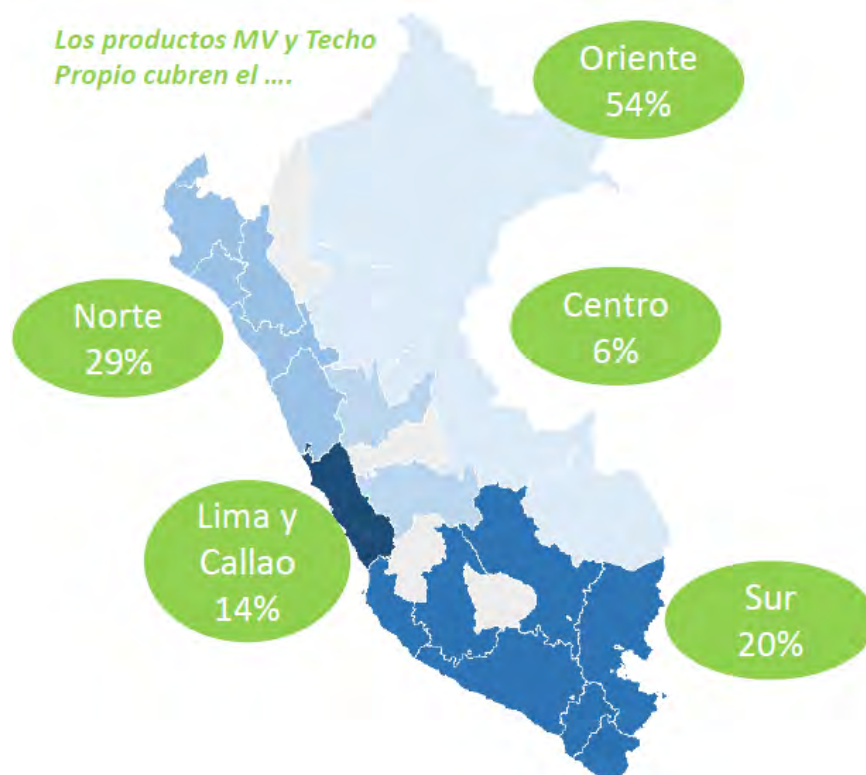 Los productos MV y Techo
Propio cubren el ....
Oriente
54%
Norte
29%
Centro
6%
Lima y
Callao
14%
Sur
20%